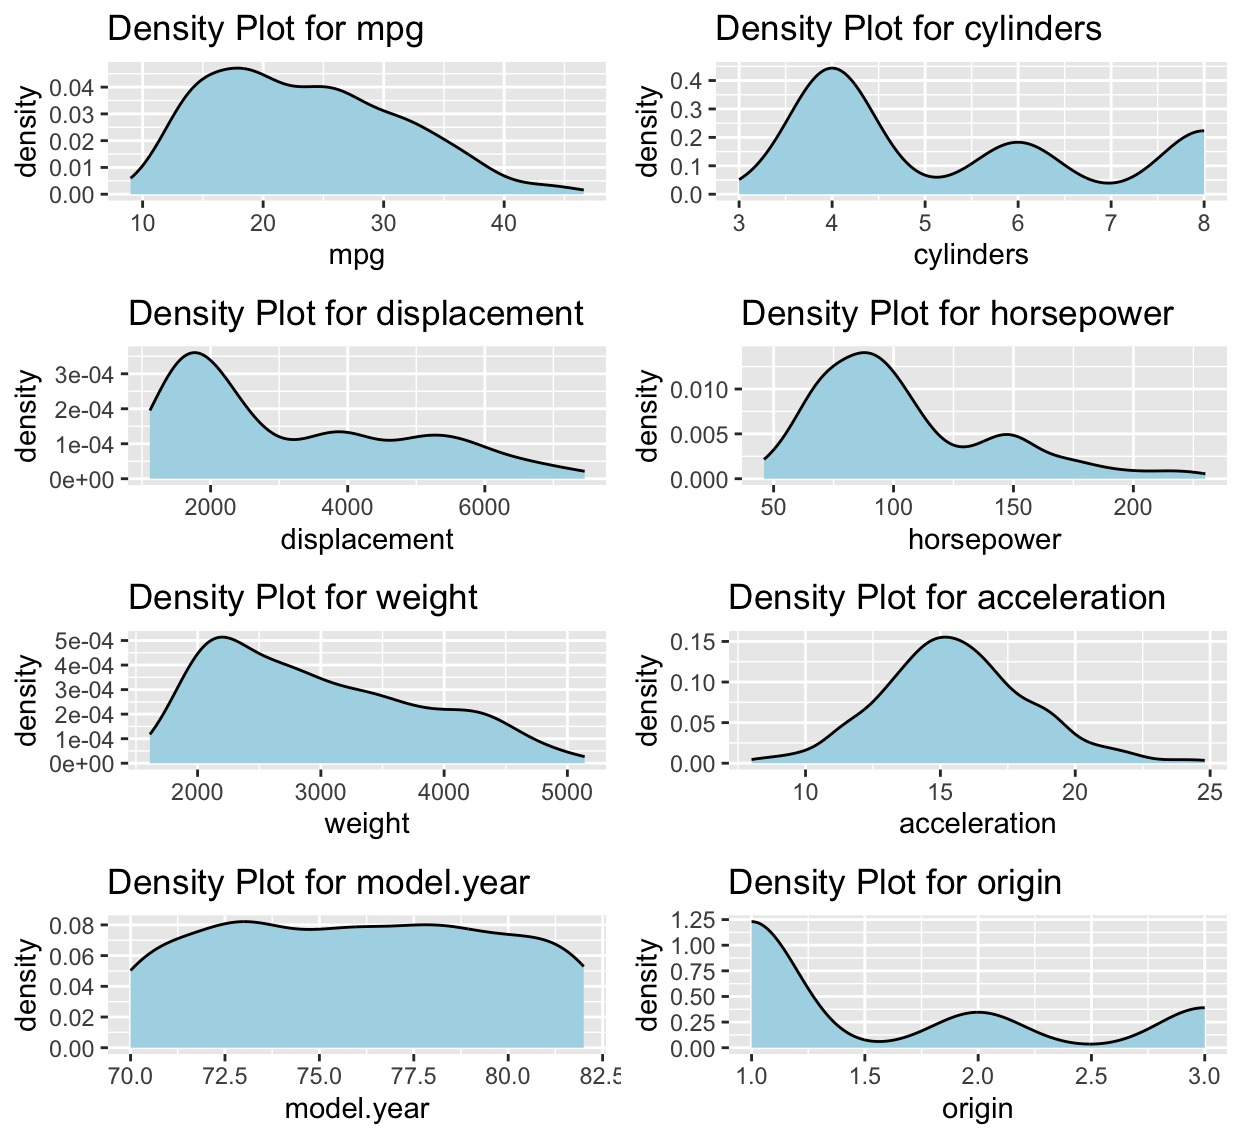 Density Plot for mpg
density
0.04
0.03
0.02
0.01
0.00
10 20 30 40
mpg
Density Plot for cylinders
density
0.4
0.3
0.2
0.1
0.0
3 4 5 6 7 8
cylinders
Density Plot for displacement
density
3e-04
2e-04
1e-04
0e+00
2000 4000 6000
displacement
Density Plot for horsepower
density
0.010
0.005
0.000
50 100 150 200
horsepower
Density Plot for weight
density
5e-04
4e-04
3e-04
2e-04
1e-04
0e+00
2000 3000 4000 5000
weight
Density Plot for acceleration
density
0.15
0.10
0.05
0.00
10 15 20 25
acceleration
Density Plot for model.year
density
0.08
0.06
0.04
0.02
0.00
70.0 72.5 75.0 77.5 80.0 82.5
model.year
Density Plot for origin
density
1.25
1.00
0.75
0.50
0.25
0.00
1.0 1.5 2.0 2.5 3.0
origin